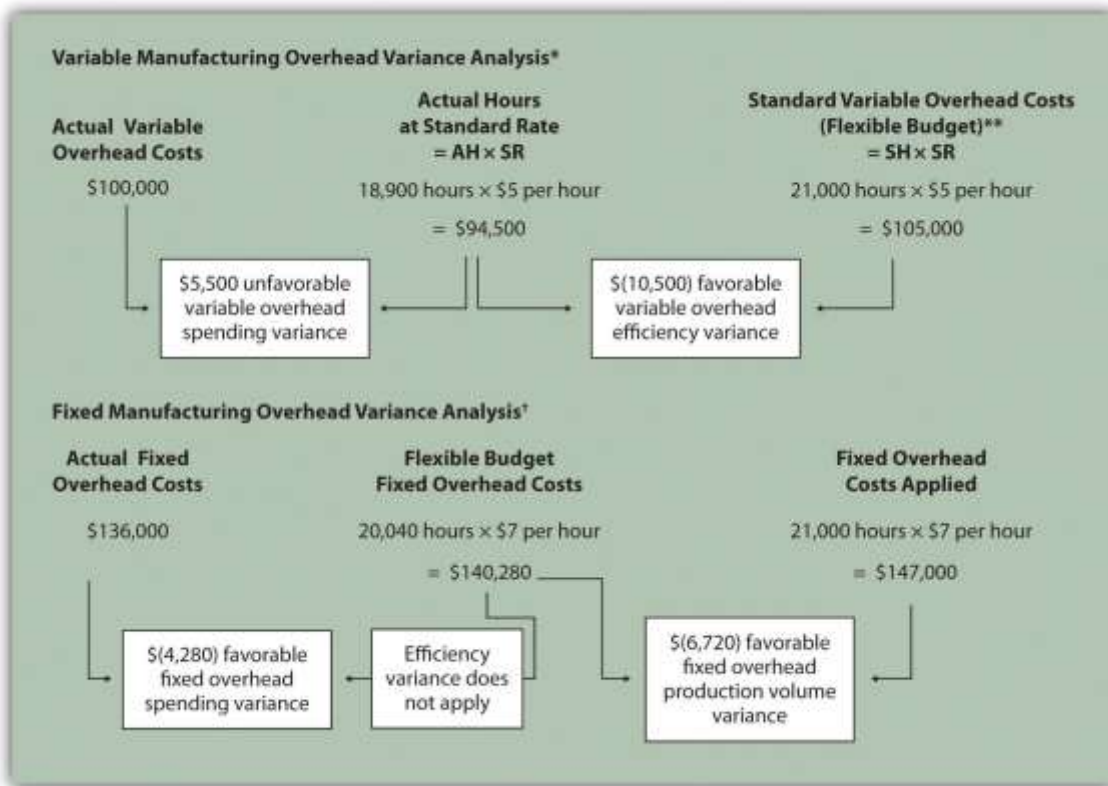 Variable Manufacturing Overhead Variance Analysis*
Actual Variable
Overhead Costs
$100,000
Actual Hours
at Standard Rate
= AH × SR
18,900 hours × $5 per hour
= $94,500
Standard Variable Overhead Costs
(Flexible Budget)**
= SH × SR
21,000 hours × $5 per hour
= $105,000
$5,500 unfavorable
variable overhead
spending variance
$(10,500) favorable
variable overhead
efficiency variance
Fixed Manufacturing Overhead Variance Analysis†
Actual Fixed
Overhead Costs
$136,000
Flexible Budget
Fixed Overhead Costs
20,040 hours × $7 per hour
= $140,280
Fixed Overhead
Costs Applied
21,000 hours × $7 per hour
= $147,000
$(4,280) favorable
fixed overhead
spending variance
Efficiency
variance does
not apply
$(6,720) favorable
fixed overhead
production volume
variance